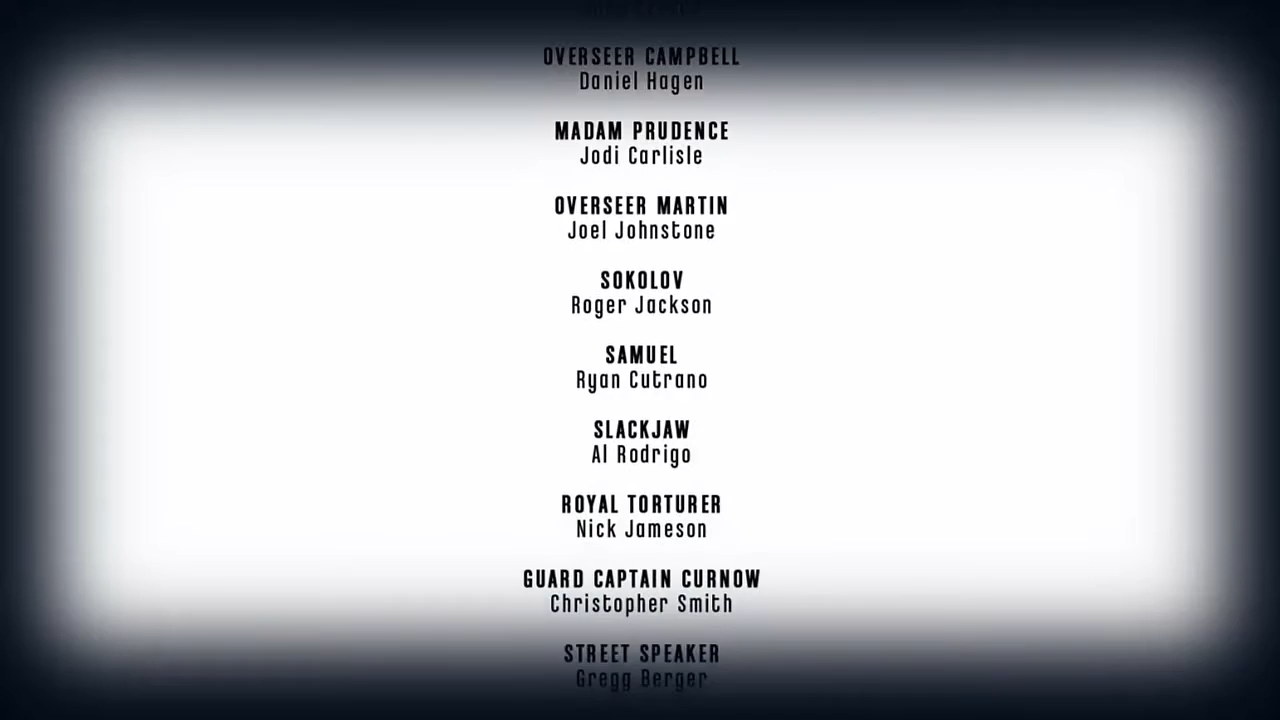 OVERSEER CAMPBELL
Daniel Hagen
MADAM PRUDENCE
Jodi Carlisle
OVERSEER MARTIN
Joel Johnstone
SOKOLOV
Roger Jackson
SAMUEL
Ryan Cutrano
SLACKJAW
Al Rodrigo
ROYAL TORTURER
Nick Jameson
GUARD CAPTAIN CURNOW
Christopher Smith
STREET SPEAKER
Gregg Berger